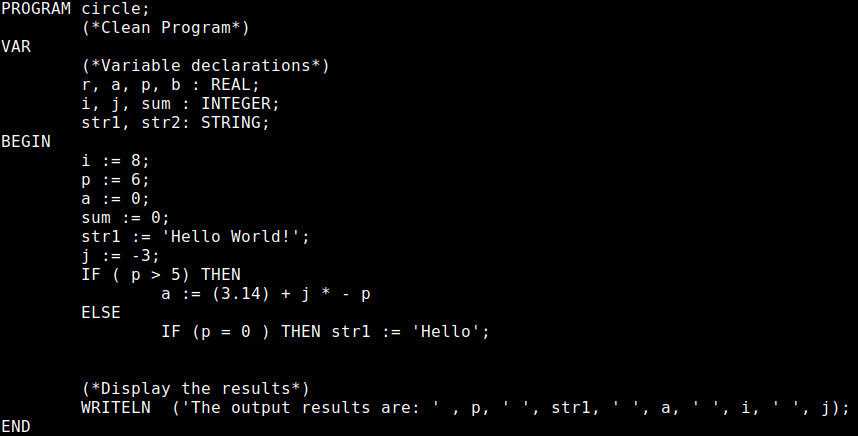 PROGRAM circle;
(*Clean Program*)
VAR
(*Variable declarations*)
r, a, p, b : REAL;
i, j, sum : INTEGER;
str1, str2: STRING;
BEGIN
i := 8;
p := 6;
a := 0;
sum := 0;
str1 := 'Hello World!';
j := -3;
IF ( p > 5) THEN
a := (3.14) + j * - p
ELSE
IF (p = 0 ) THEN str1 := 'Hello';
(*Display the results*)
WRITELN  ('The output results are: ' , p, ' ', str1, ' ', a, ' ', i, ' ', j);
END